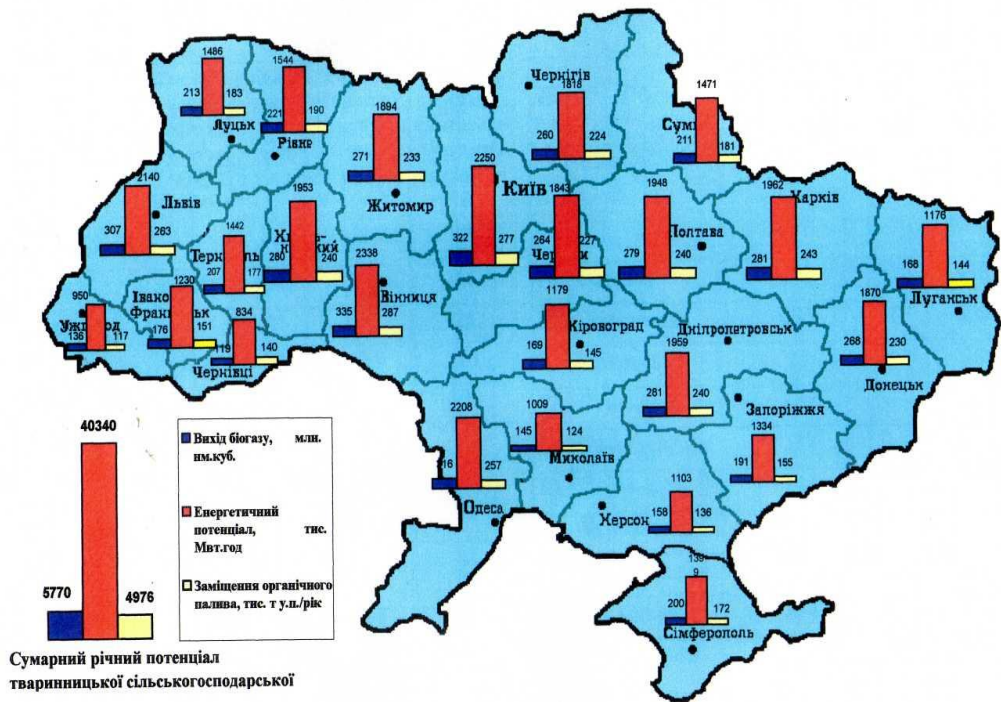 1486
213 183
Луцьк
1544
221 190
Рівне
1894
271 233
Житомир
Чернігів
1818
260 224
1471
211 181
2250
Київ
322 277
2140
Львів
307 263
1442
207 177
1953
280 240
2338
Вінниця
335 287
1843
264 227
1948
Полтава
279 240
1962
Харків
281 243
1176
168 144
Луганськ
950
136 117
1230
Івано
176 151
834
119 140
Чернівці
1179
Кіровоград
169 145
Дніпропетровськ
1959
281 240
1870
268 230
Донецьк
Запоріжжя
1334
191 155
2208
257
Одеса
1009
145 124
Миколаїв
1103
158 136
Херсон
139
9
200 172
Сімферополь
40340
5770 4976
Вихід біогазу, млн.
нм.куб.
Енергетичний
потенціал, тис.
Мвт.год
Заміщення органічного
палива, тис. т у.п./рік
Сумарний річний потенціал
тваринницької сільськогосподарської